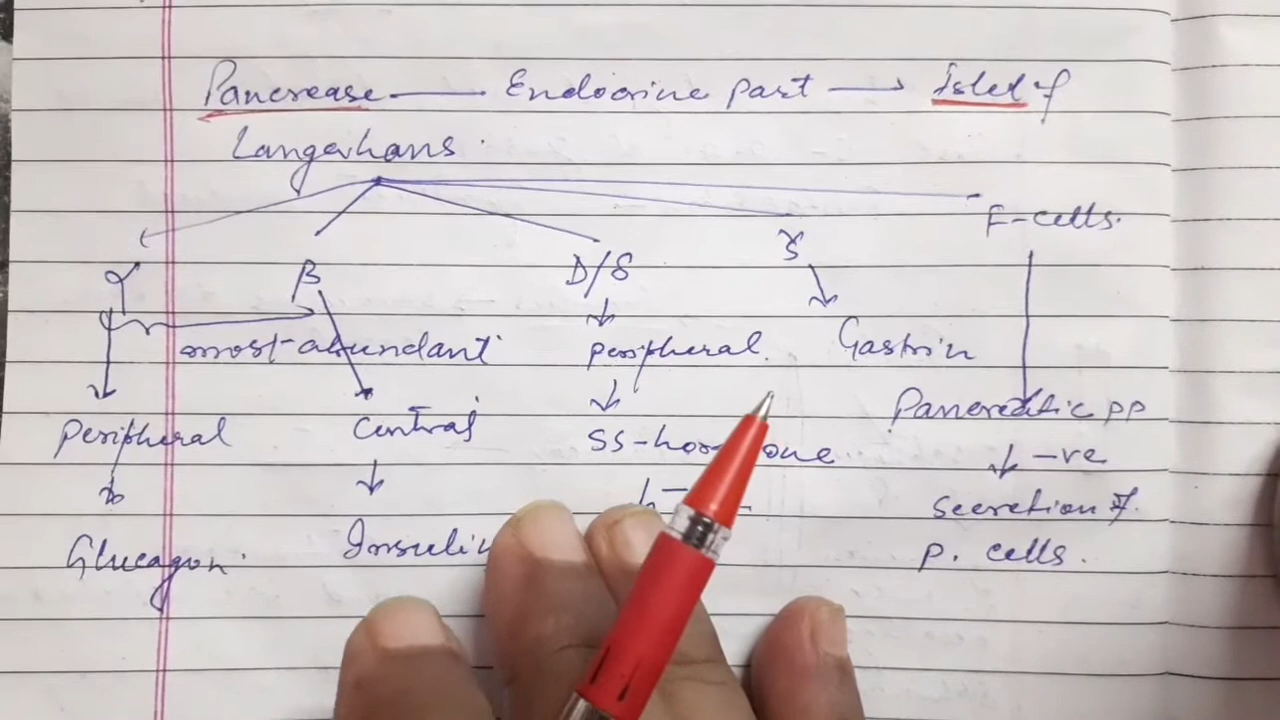 Pancrease — Endocrine part → Islet of
Langerhans.
F-cells.
α β D/δ γ
most-abundant peripheral. Gastrin
Pancreatic PP
Peripheral Central SS-hormone
↓ -ve
Secretion of
Glucagon. Insulin p. cells.